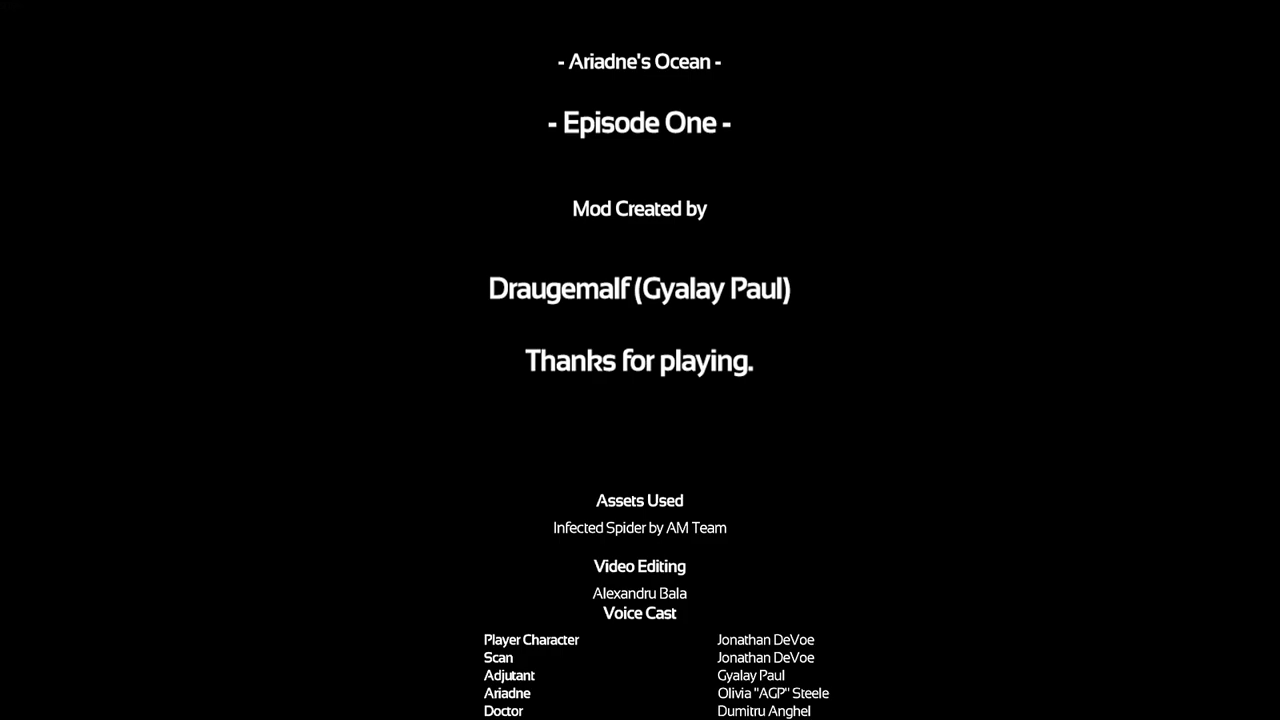 - Ariadne's Ocean -
- Episode One -
Mod Created by
Draugemalf (Gyalay Paul)
Thanks for playing.
Assets Used
Infected Spider by AM Team
Video Editing
Alexandru Bala
Voice Cast
Player Character Jonathan DeVoe
Scan Jonathan DeVoe
Adjutant Gyalay Paul
Ariadne Olivia "AGP" Steele
Doctor Dumitru Anghel